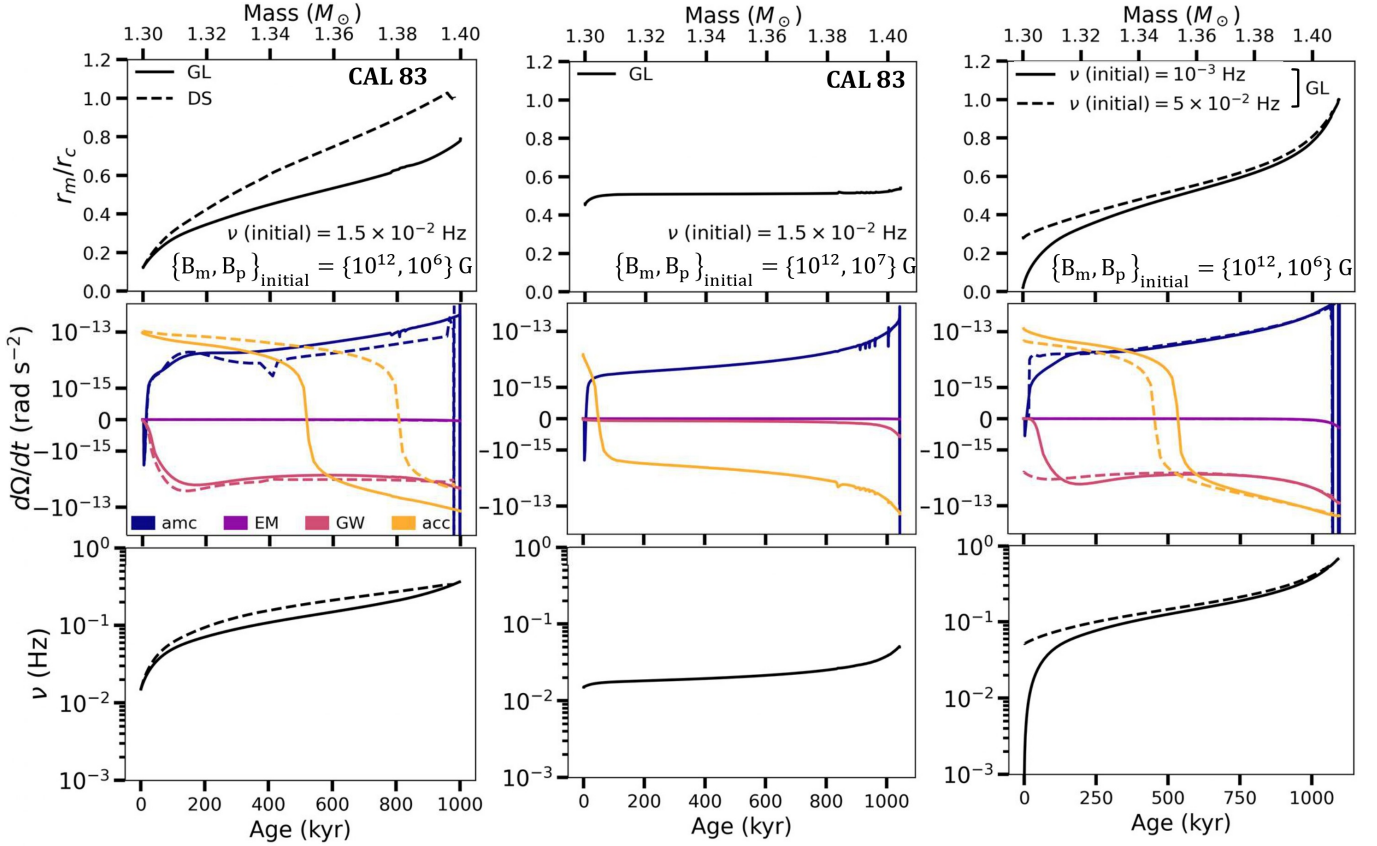 Mass (M⊙)
1.30 1.32 1.34 1.36 1.38 1.40
1.2
1.0
0.8
0.6
0.4
0.2
0.0
r_m/r_c
GL
DS
CAL 83
ν (initial) = 1.5 × 10⁻² Hz
{B_m, B_p}_initial = {10¹², 10⁶} G
10⁻¹³
10⁻¹⁵
0
−10⁻¹⁵
−10⁻¹³
dΩ/dt (rad s⁻²)
amc EM GW acc
10⁰
10⁻¹
10⁻²
10⁻³
ν (Hz)
0 200 400 600 800 1000
Age (kyr)
Mass (M⊙)
1.30 1.32 1.34 1.36 1.38 1.40
1.2
1.0
0.8
0.6
0.4
0.2
0.0
GL
CAL 83
ν (initial) = 1.5 × 10⁻² Hz
{B_m, B_p}_initial = {10¹², 10⁷} G
10⁻¹³
10⁻¹⁵
0
−10⁻¹⁵
−10⁻¹³
10⁰
10⁻¹
10⁻²
10⁻³
0 200 400 600 800 1000
Age (kyr)
Mass (M⊙)
1.30 1.32 1.34 1.36 1.38 1.40
1.2
1.0
0.8
0.6
0.4
0.2
0.0
ν (initial) = 10⁻³ Hz
ν (initial) = 5 × 10⁻² Hz
GL
{B_m, B_p}_initial = {10¹², 10⁶} G
10⁻¹³
10⁻¹⁵
0
−10⁻¹⁵
−10⁻¹³
10⁰
10⁻¹
10⁻²
10⁻³
0 250 500 750 1000
Age (kyr)